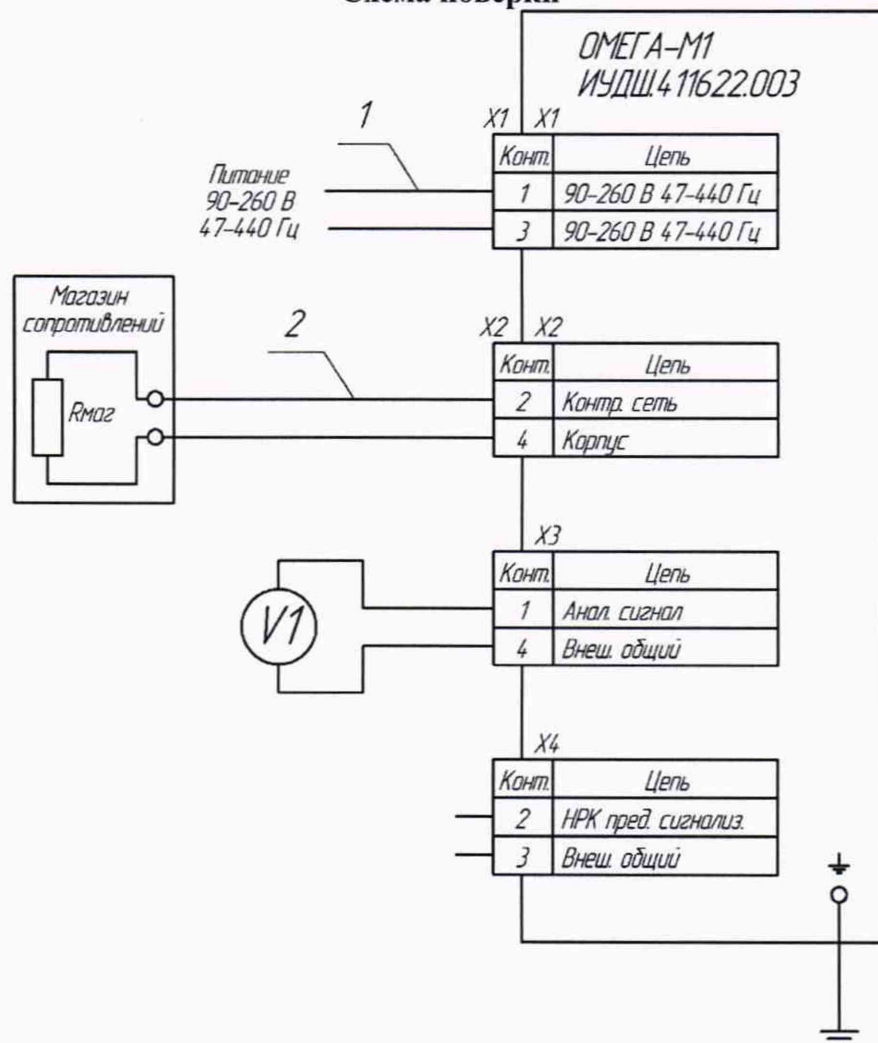 Схема поверки
ОМЕГА-М1
ИУДШ.411622.003
1
X1 X1
Конт. Цепь
Питание
90-260 В
47-440 Гц
1 90-260 В 47-440 Гц
3 90-260 В 47-440 Гц
Магазин
сопротивлений
Rмаг
2
X2 X2
Конт. Цепь
2 Контр. сеть
4 Корпус
X3
Конт. Цепь
V1
1 Анал. сигнал
4 Внеш. общий
X4
Конт. Цепь
2 НРК пред. сигнализ.
3 Внеш. общий